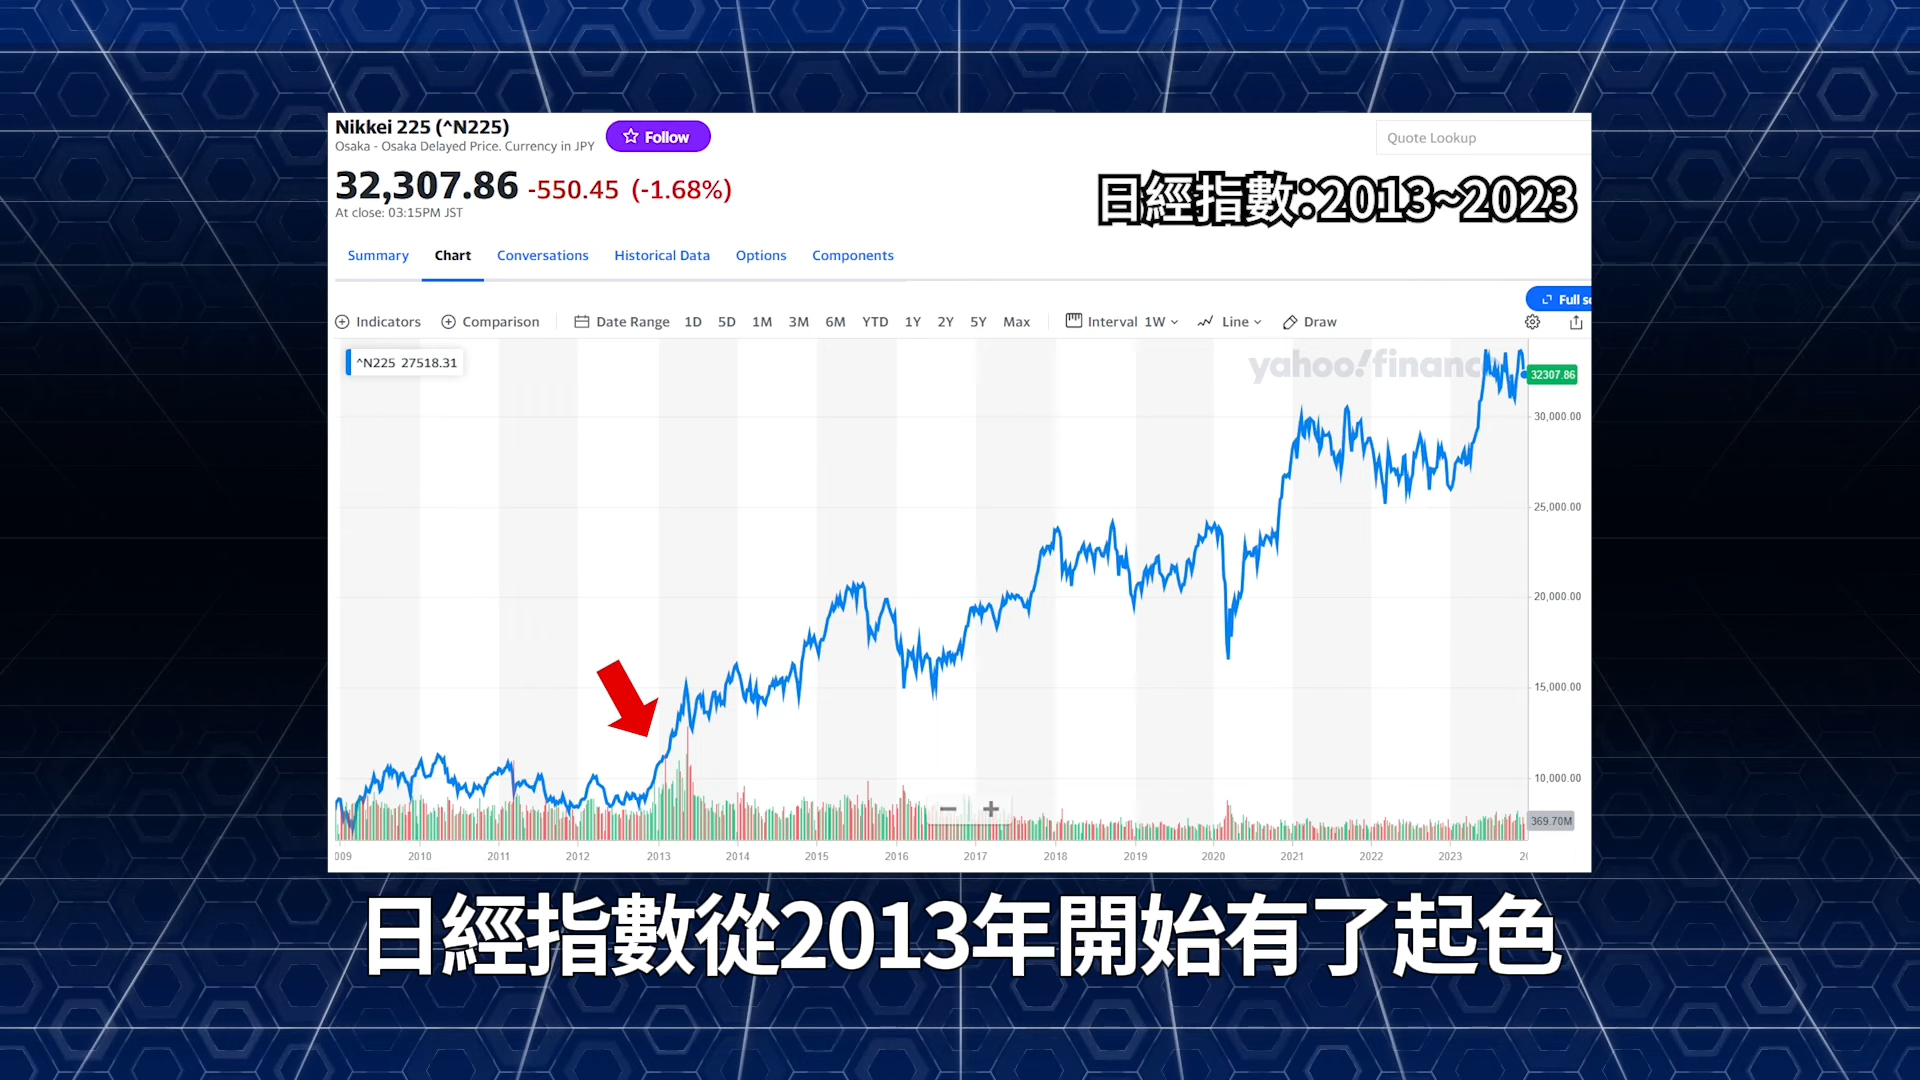 Nikkei 225 (^N225)
Osaka - Osaka Delayed Price. Currency in JPY
Follow
Quote Lookup
32,307.86 -550.45 (-1.68%)
At close: 03:15PM JST
日經指數:2013~2023
Summary Chart Conversations Historical Data Options Components
Full s
Indicators Comparison Date Range 1D 5D 1M 3M 6M YTD 1Y 2Y 5Y Max Interval 1W Line Draw
^N225 27518.31
yahoo!financ
32307.86
30,000.00
25,000.00
20,000.00
15,000.00
10,000.00
369.70M
009 2010 2011 2012 2013 2014 2015 2016 2017 2018 2019 2020 2021 2022 2023 20
日經指數從2013年開始有了起色